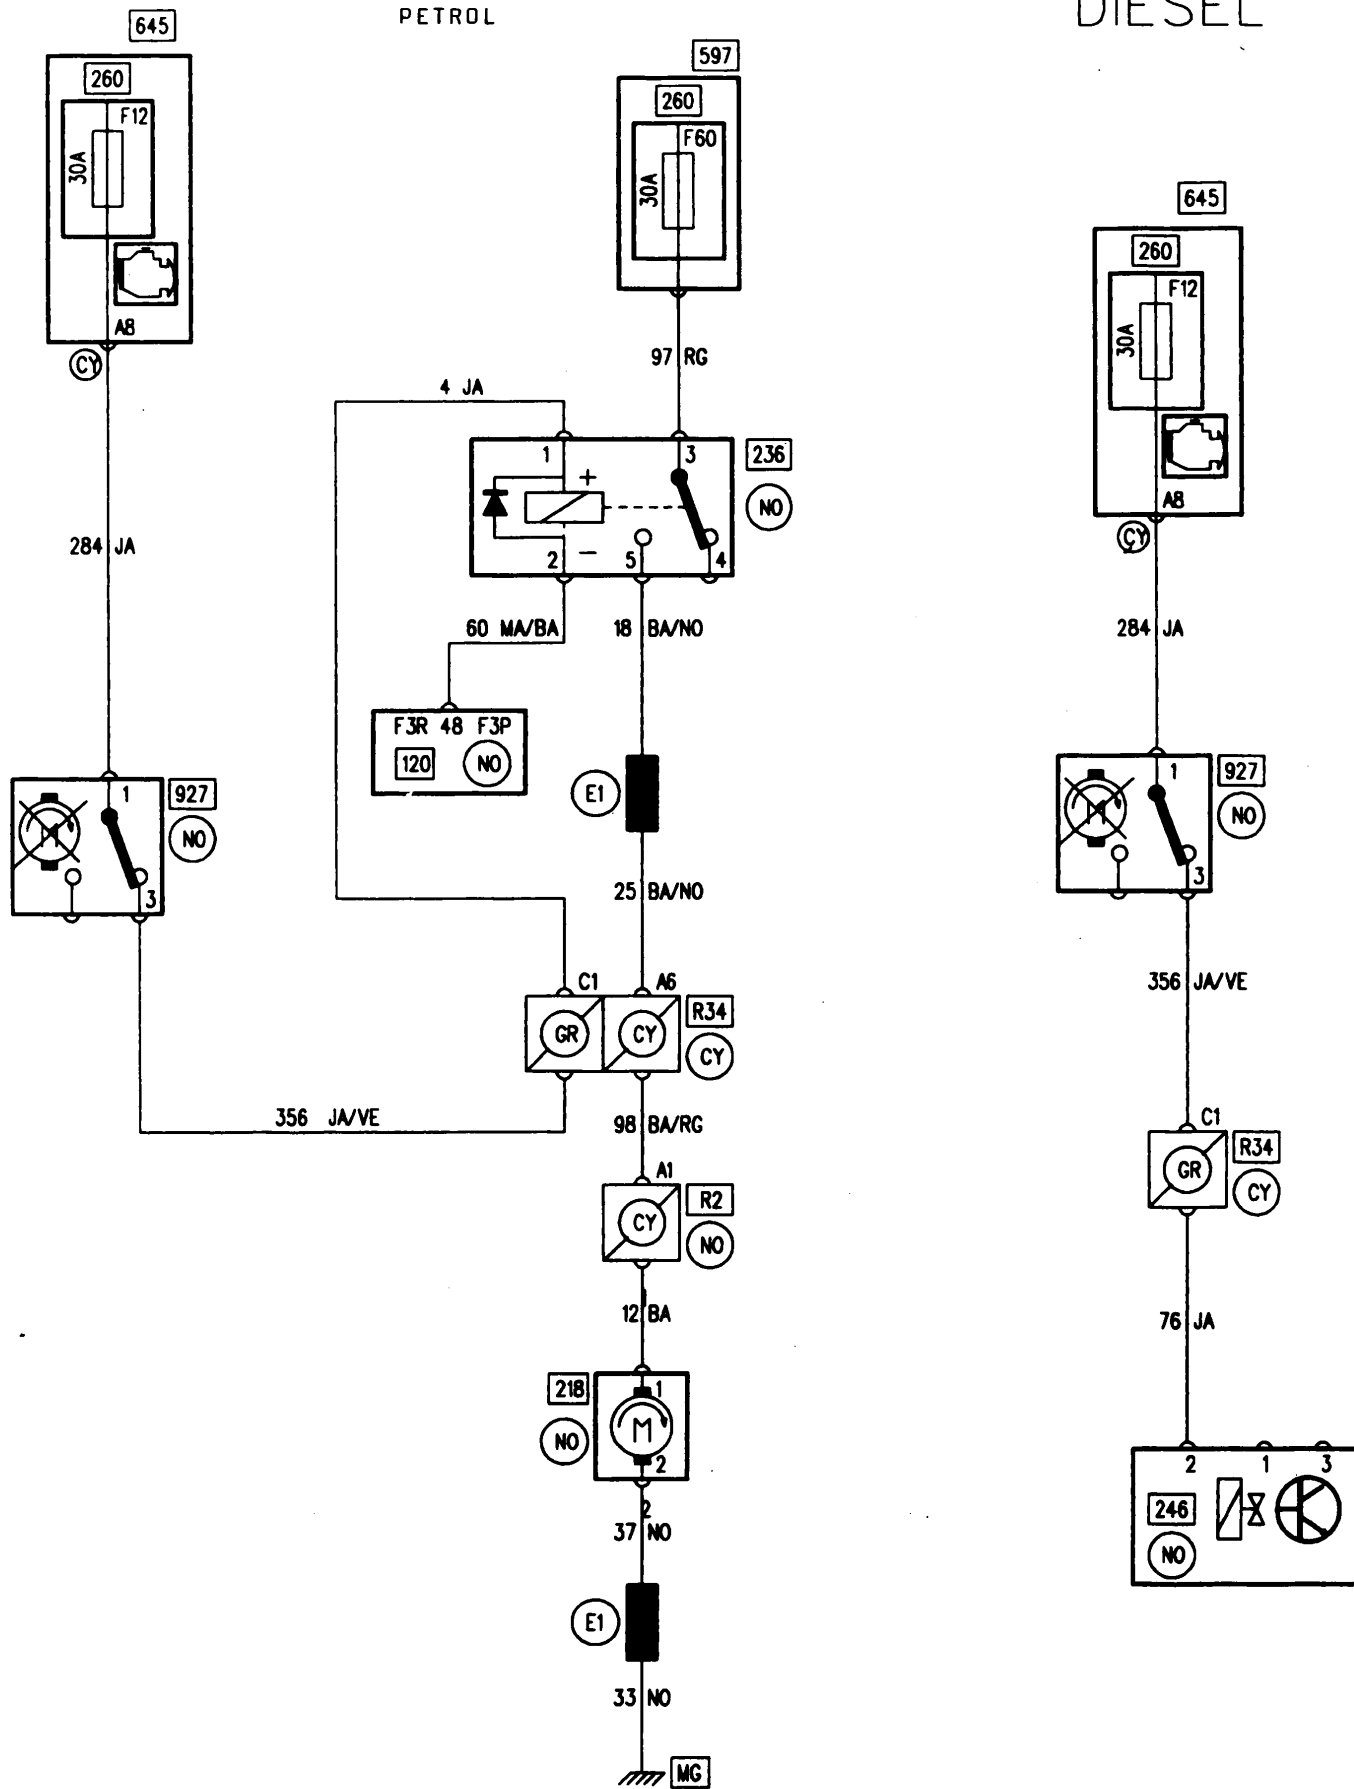 PETROL
DIESEL
645
260
F12
30A
A8
CY
284 JA
1
927
NO
M
3
356 JA/VE
597
260
F60
30A
97 RG
4 JA
1
3
236
+
NO
2
−
5
4
60 MA/BA
18 BA/NO
F3R 48 F3P
120
NO
E1
25 BA/NO
C1
A6
GR
CY
R34
CY
98 BA/RG
A1
CY
R2
NO
12 BA
218
1
NO
M
2
2
37 NO
E1
33 NO
MG
645
260
F12
30A
A8
CY
284 JA
1
927
NO
M
3
356 JA/VE
C1
GR
R34
CY
76 JA
2
1
3
246
NO